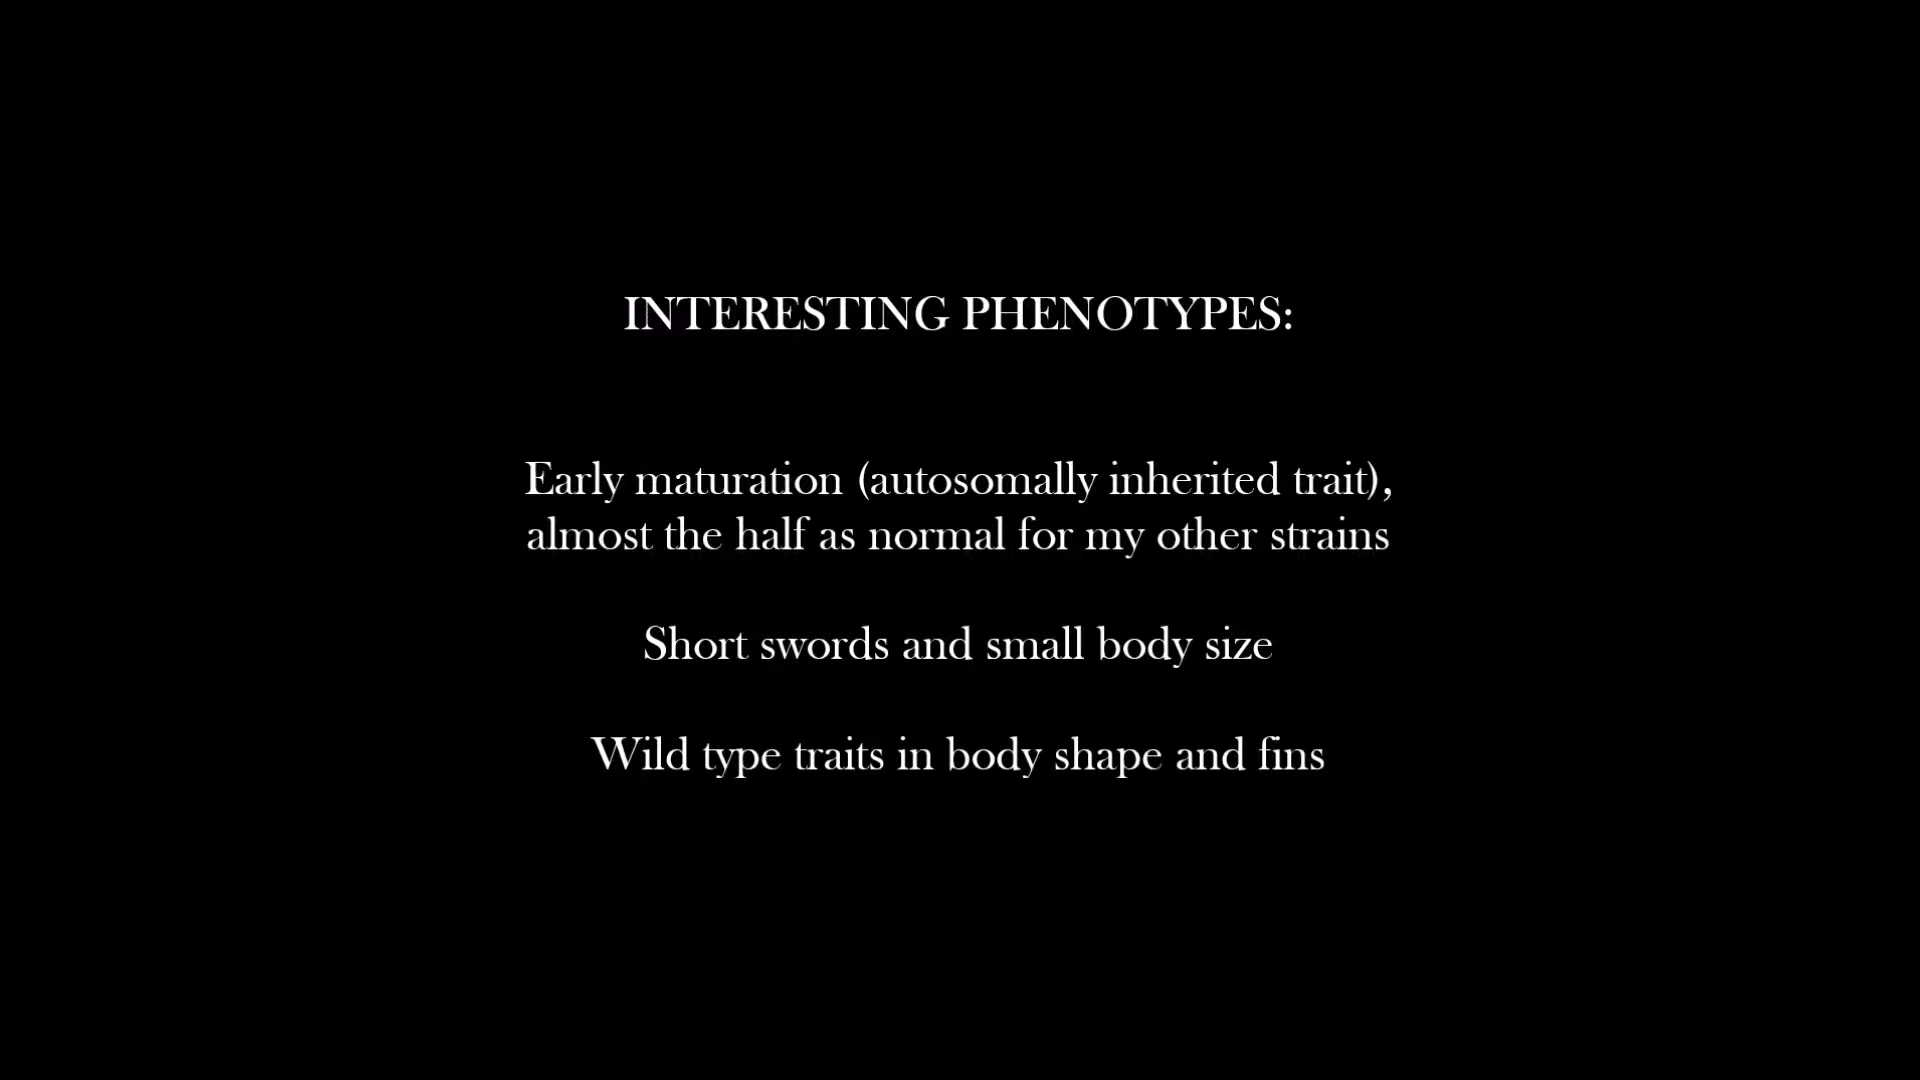 INTERESTING PHENOTYPES:
Early maturation (autosomally inherited trait),
almost the half as normal for my other strains
Short swords and small body size
Wild type traits in body shape and fins